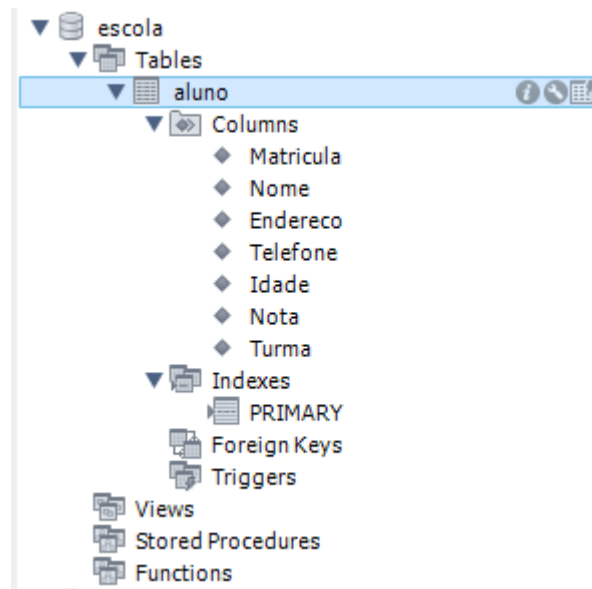 escola
Tables
aluno
Columns
Matricula
Nome
Endereco
Telefone
Idade
Nota
Turma
Indexes
PRIMARY
Foreign Keys
Triggers
Views
Stored Procedures
Functions